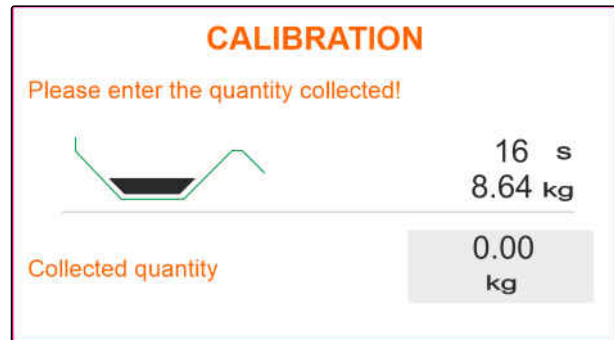 CALIBRATION
Please enter the quantity collected!
16 s
8.64 kg
Collected quantity
0.00
kg